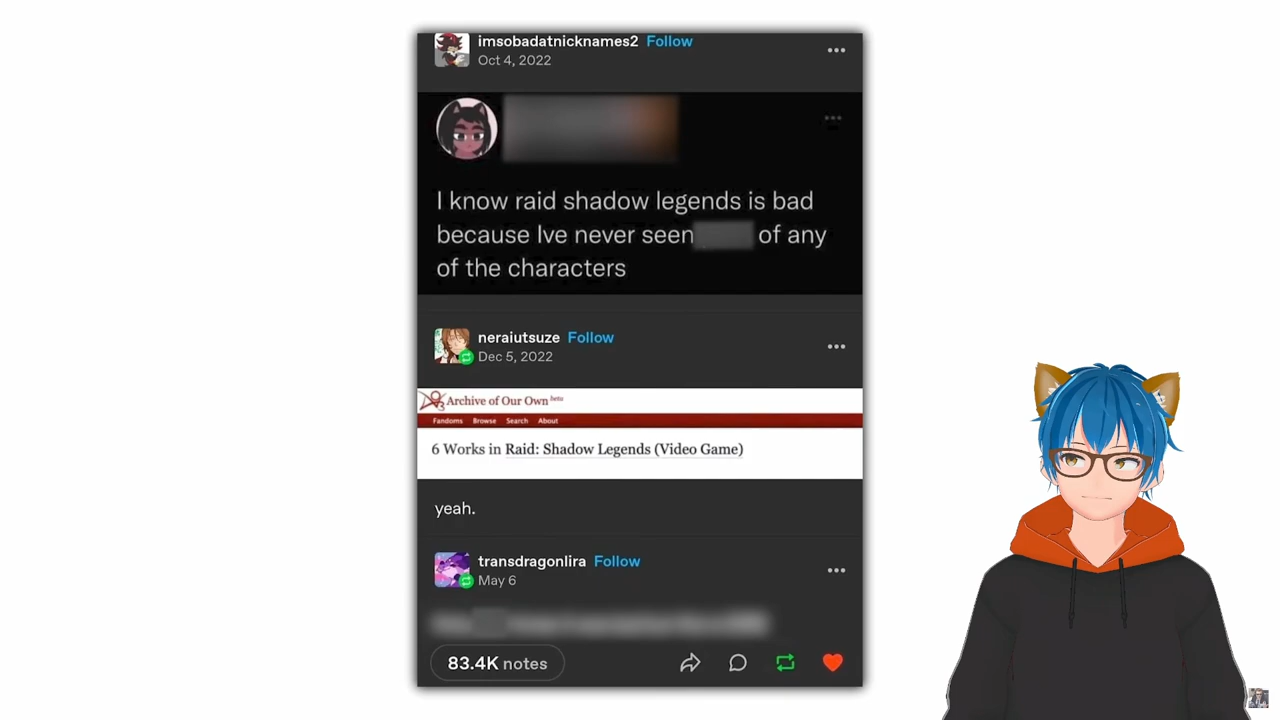 imsobadatnicknames2 Follow
Oct 4, 2022
I know raid shadow legends is bad
because Ive never seen of any
of the characters
neraiutsuze Follow
Dec 5, 2022
Archive of Our Own beta
Fandoms Browse Search About
6 Works in Raid: Shadow Legends (Video Game)
yeah.
transdragonlira Follow
May 6
83.4K notes